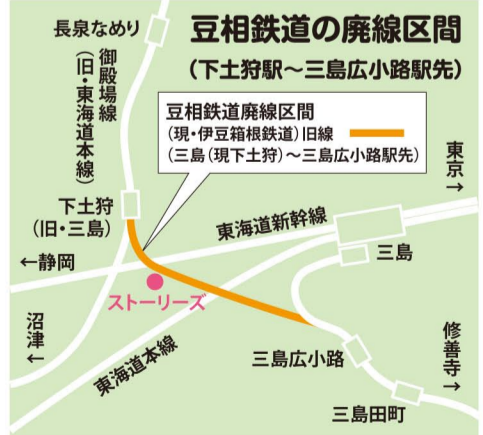 豆相鉄道の廃線区間
(下土狩駅~三島広小路駅先)
長泉なめり
御殿場線
(旧・東海道本線)
豆相鉄道廃線区間
(現・伊豆箱根鉄道)旧線
(三島(現下土狩)~三島広小路駅先)
東京→
下土狩
(旧・三島)
東海道新幹線
←静岡
三島
ストーリーズ
沼津←
東海道本線
三島広小路
修善寺→
三島田町